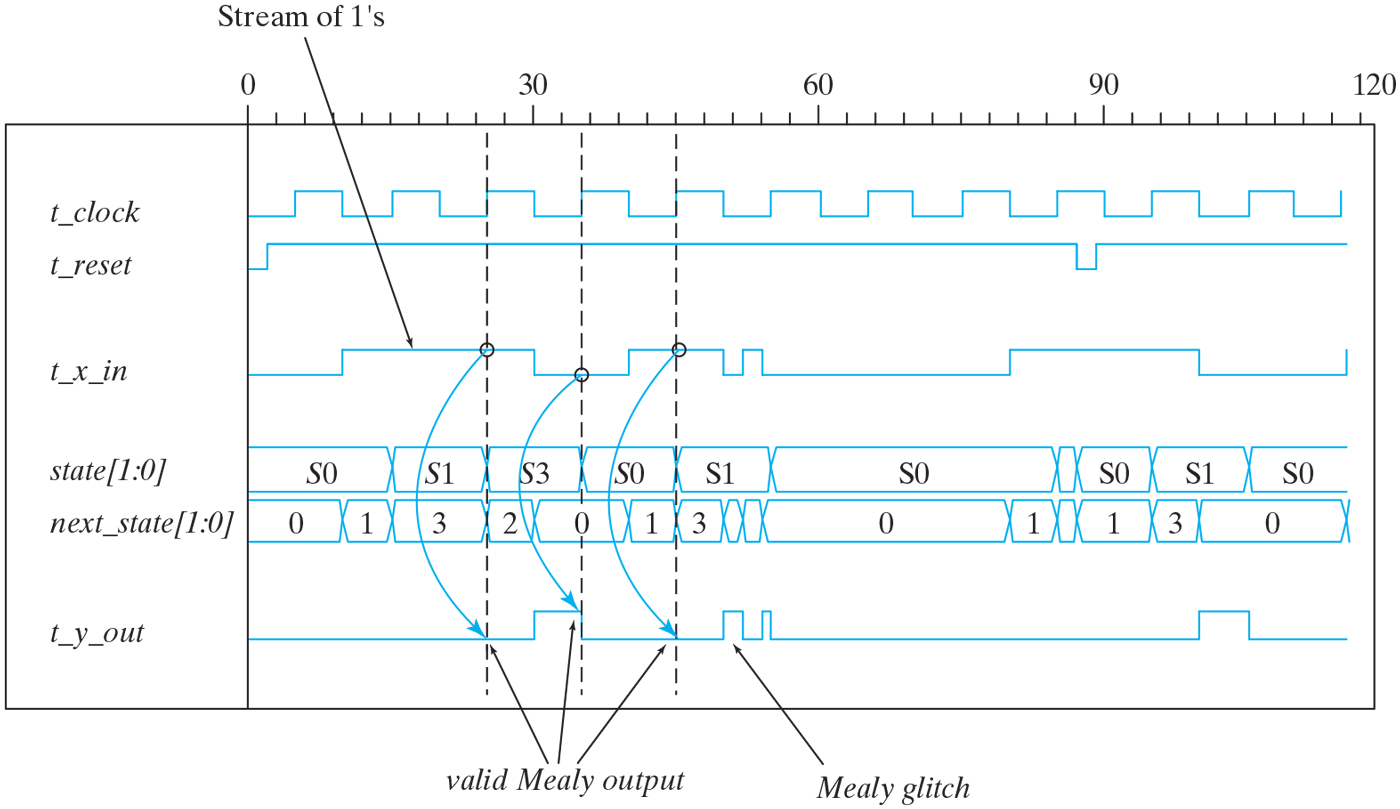 Stream of 1's
0 30 60 90 120
t_clock
t_reset
t_x_in
state[1:0] S0 S1 S3 S0 S1 S0 S0 S1 S0
next_state[1:0] 0 1 3 2 0 1 3 0 1 1 3 0
t_y_out
valid Mealy output
Mealy glitch